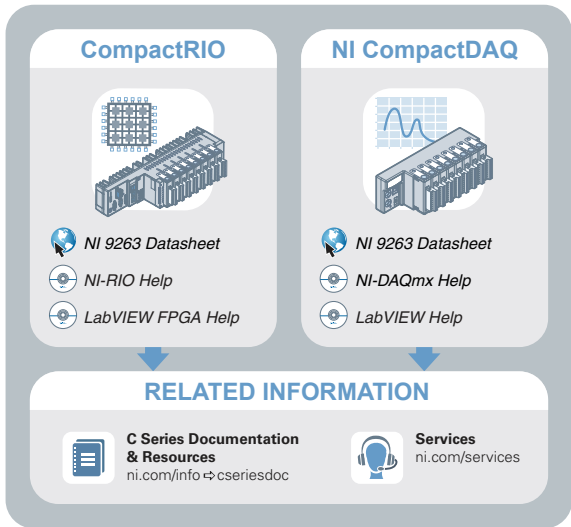 CompactRIO
NI 9263 Datasheet
NI-RIO Help
LabVIEW FPGA Help
NI CompactDAQ
NI 9263 Datasheet
NI-DAQmx Help
LabVIEW Help
RELATED INFORMATION
C Series Documentation
& Resources
ni.com/info ➪ cseriesdoc
Services
ni.com/services